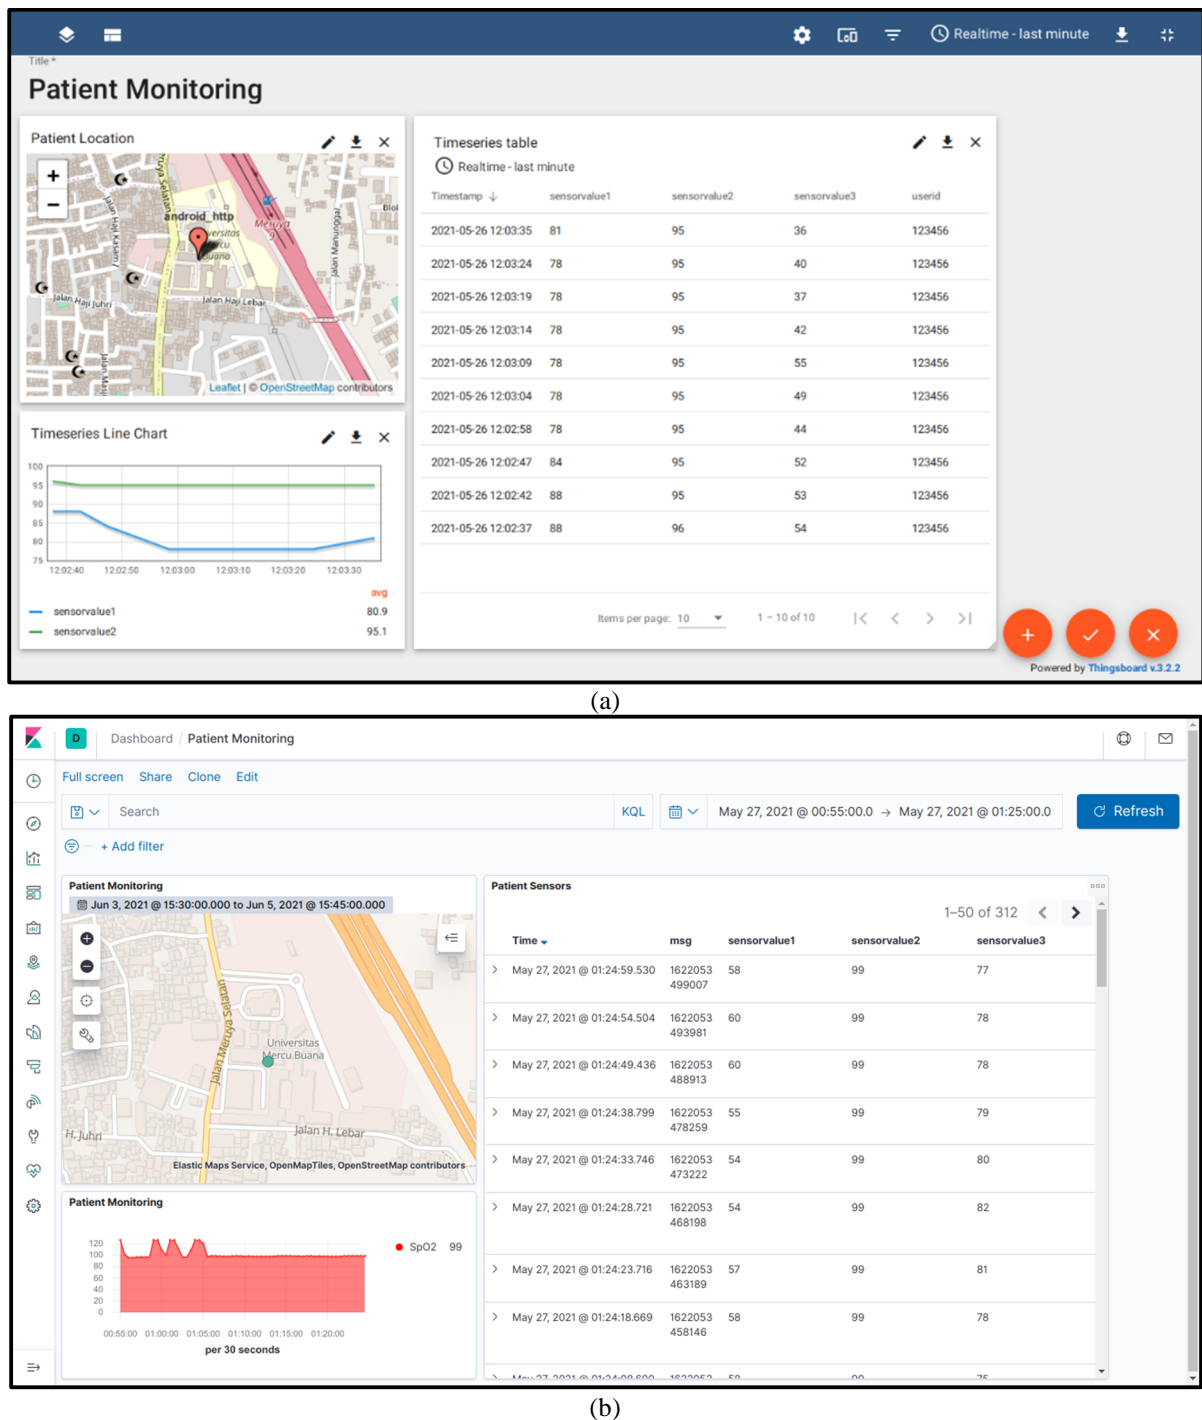 Realtime - last minute
Title *
Patient Monitoring
Patient Location
+
−
android_http
Universitas
Mercu
Buana
Meruya
9
Blok
Jalan Haji Juhri
Jalan Haji Lebar
Jalan Haji Kasam
Jalan Manunggal
Meruya Selatan
Leaflet | © OpenStreetMap contributors
Timeseries Line Chart
100
95
90
85
80
75
12:02:40 12:02:50 12:03:00 12:03:10 12:03:20 12:03:30
avg
sensorvalue1 80.9
sensorvalue2 95.1
Timeseries table
Realtime - last minute
Timestamp ↓ sensorvalue1 sensorvalue2 sensorvalue3 userid
2021-05-26 12:03:35 81 95 36 123456
2021-05-26 12:03:24 78 95 40 123456
2021-05-26 12:03:19 78 95 37 123456
2021-05-26 12:03:14 78 95 42 123456
2021-05-26 12:03:09 78 95 55 123456
2021-05-26 12:03:04 78 95 49 123456
2021-05-26 12:02:58 78 95 44 123456
2021-05-26 12:02:47 84 95 52 123456
2021-05-26 12:02:42 88 95 53 123456
2021-05-26 12:02:37 88 96 54 123456
Items per page: 10 1 – 10 of 10
Powered by Thingsboard v.3.2.2
(a)
D Dashboard / Patient Monitoring
Full screen Share Clone Edit
Search KQL May 27, 2021 @ 00:55:00.0 → May 27, 2021 @ 01:25:00.0 Refresh
+ Add filter
Patient Monitoring
Jun 3, 2021 @ 15:30:00.000 to Jun 5, 2021 @ 15:45:00.000
Jalan Meruya Selatan
Universitas
Mercu Buana
H. Juhri
Jalan H. Lebar
Elastic Maps Service, OpenMapTiles, OpenStreetMap contributors
Patient Monitoring
120
100
80
60
40
20
0
00:55:00 01:00:00 01:05:00 01:10:00 01:15:00 01:20:00
per 30 seconds
SpO2 99
Patient Sensors
1–50 of 312
Time msg sensorvalue1 sensorvalue2 sensorvalue3
May 27, 2021 @ 01:24:59.530 1622053 58 99 77
499007
May 27, 2021 @ 01:24:54.504 1622053 60 99 78
493981
May 27, 2021 @ 01:24:49.436 1622053 60 99 78
488913
May 27, 2021 @ 01:24:38.799 1622053 55 99 79
478259
May 27, 2021 @ 01:24:33.746 1622053 54 99 80
473222
May 27, 2021 @ 01:24:28.721 1622053 54 99 82
468198
May 27, 2021 @ 01:24:23.716 1622053 57 99 81
463189
May 27, 2021 @ 01:24:18.669 1622053 58 99 78
458146
(b)